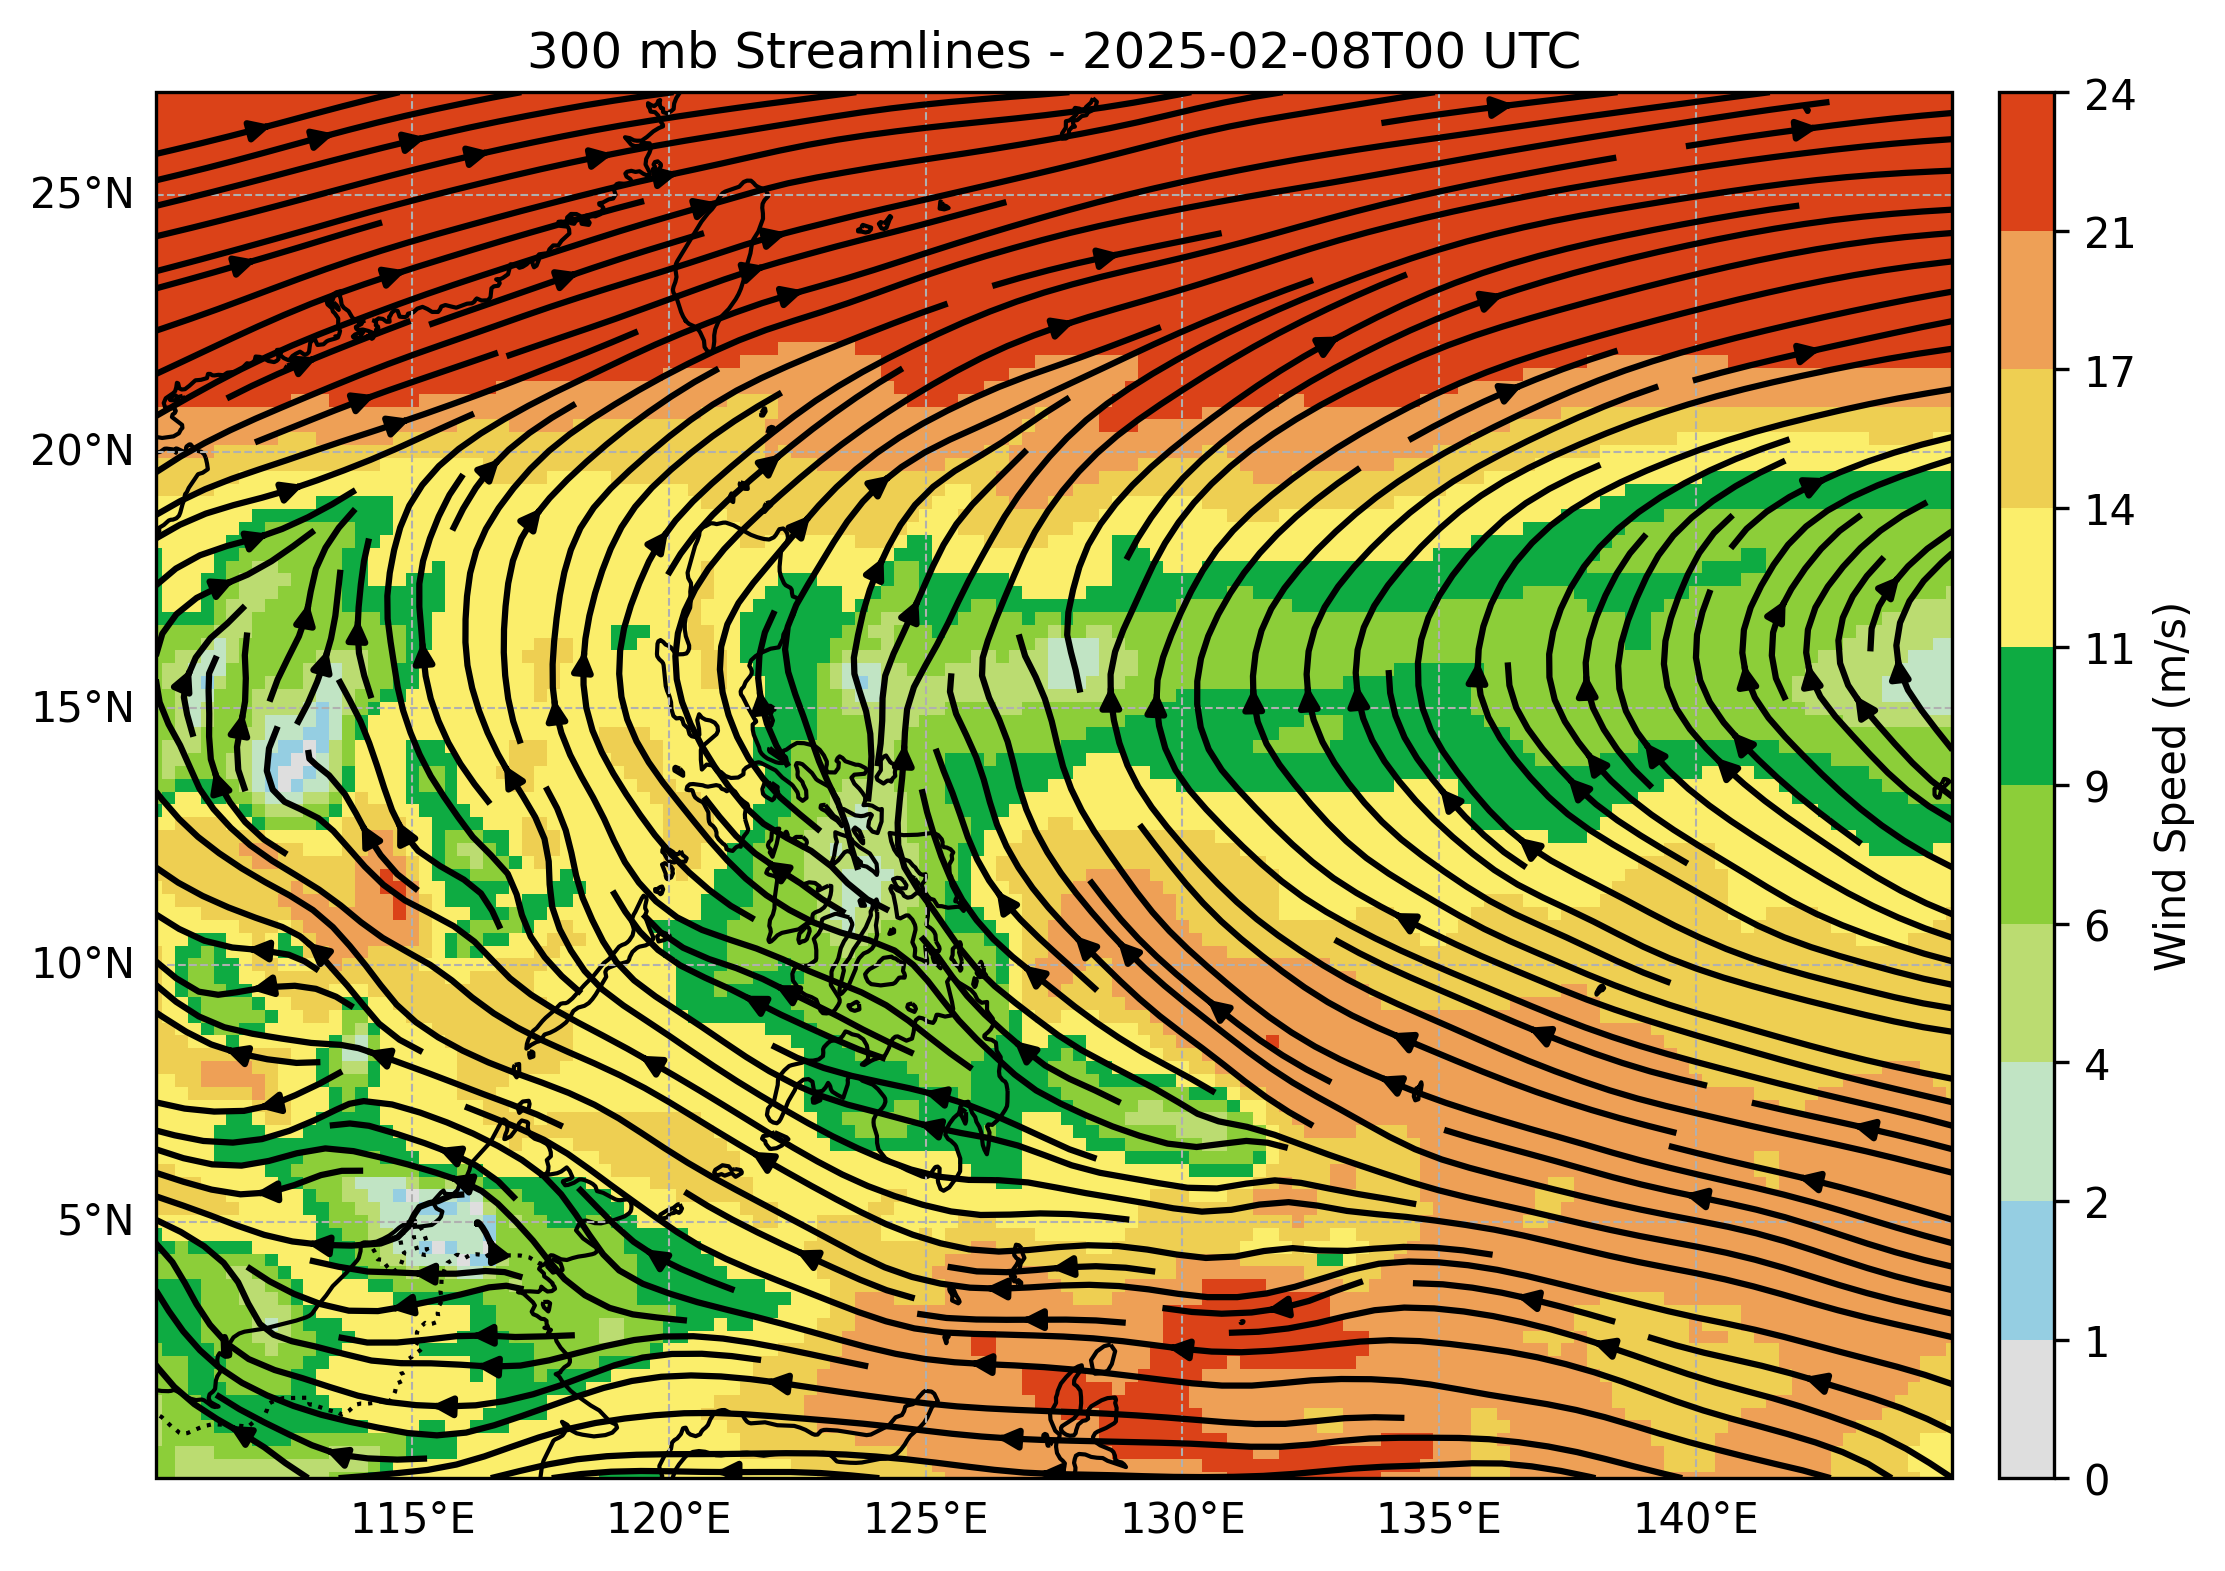 300 mb Streamlines - 2025-02-08T00 UTC
25°N
20°N
15°N
10°N
5°N
115°E
120°E
125°E
130°E
135°E
140°E
24
21
17
14
11
9
6
4
2
1
0
Wind Speed (m/s)